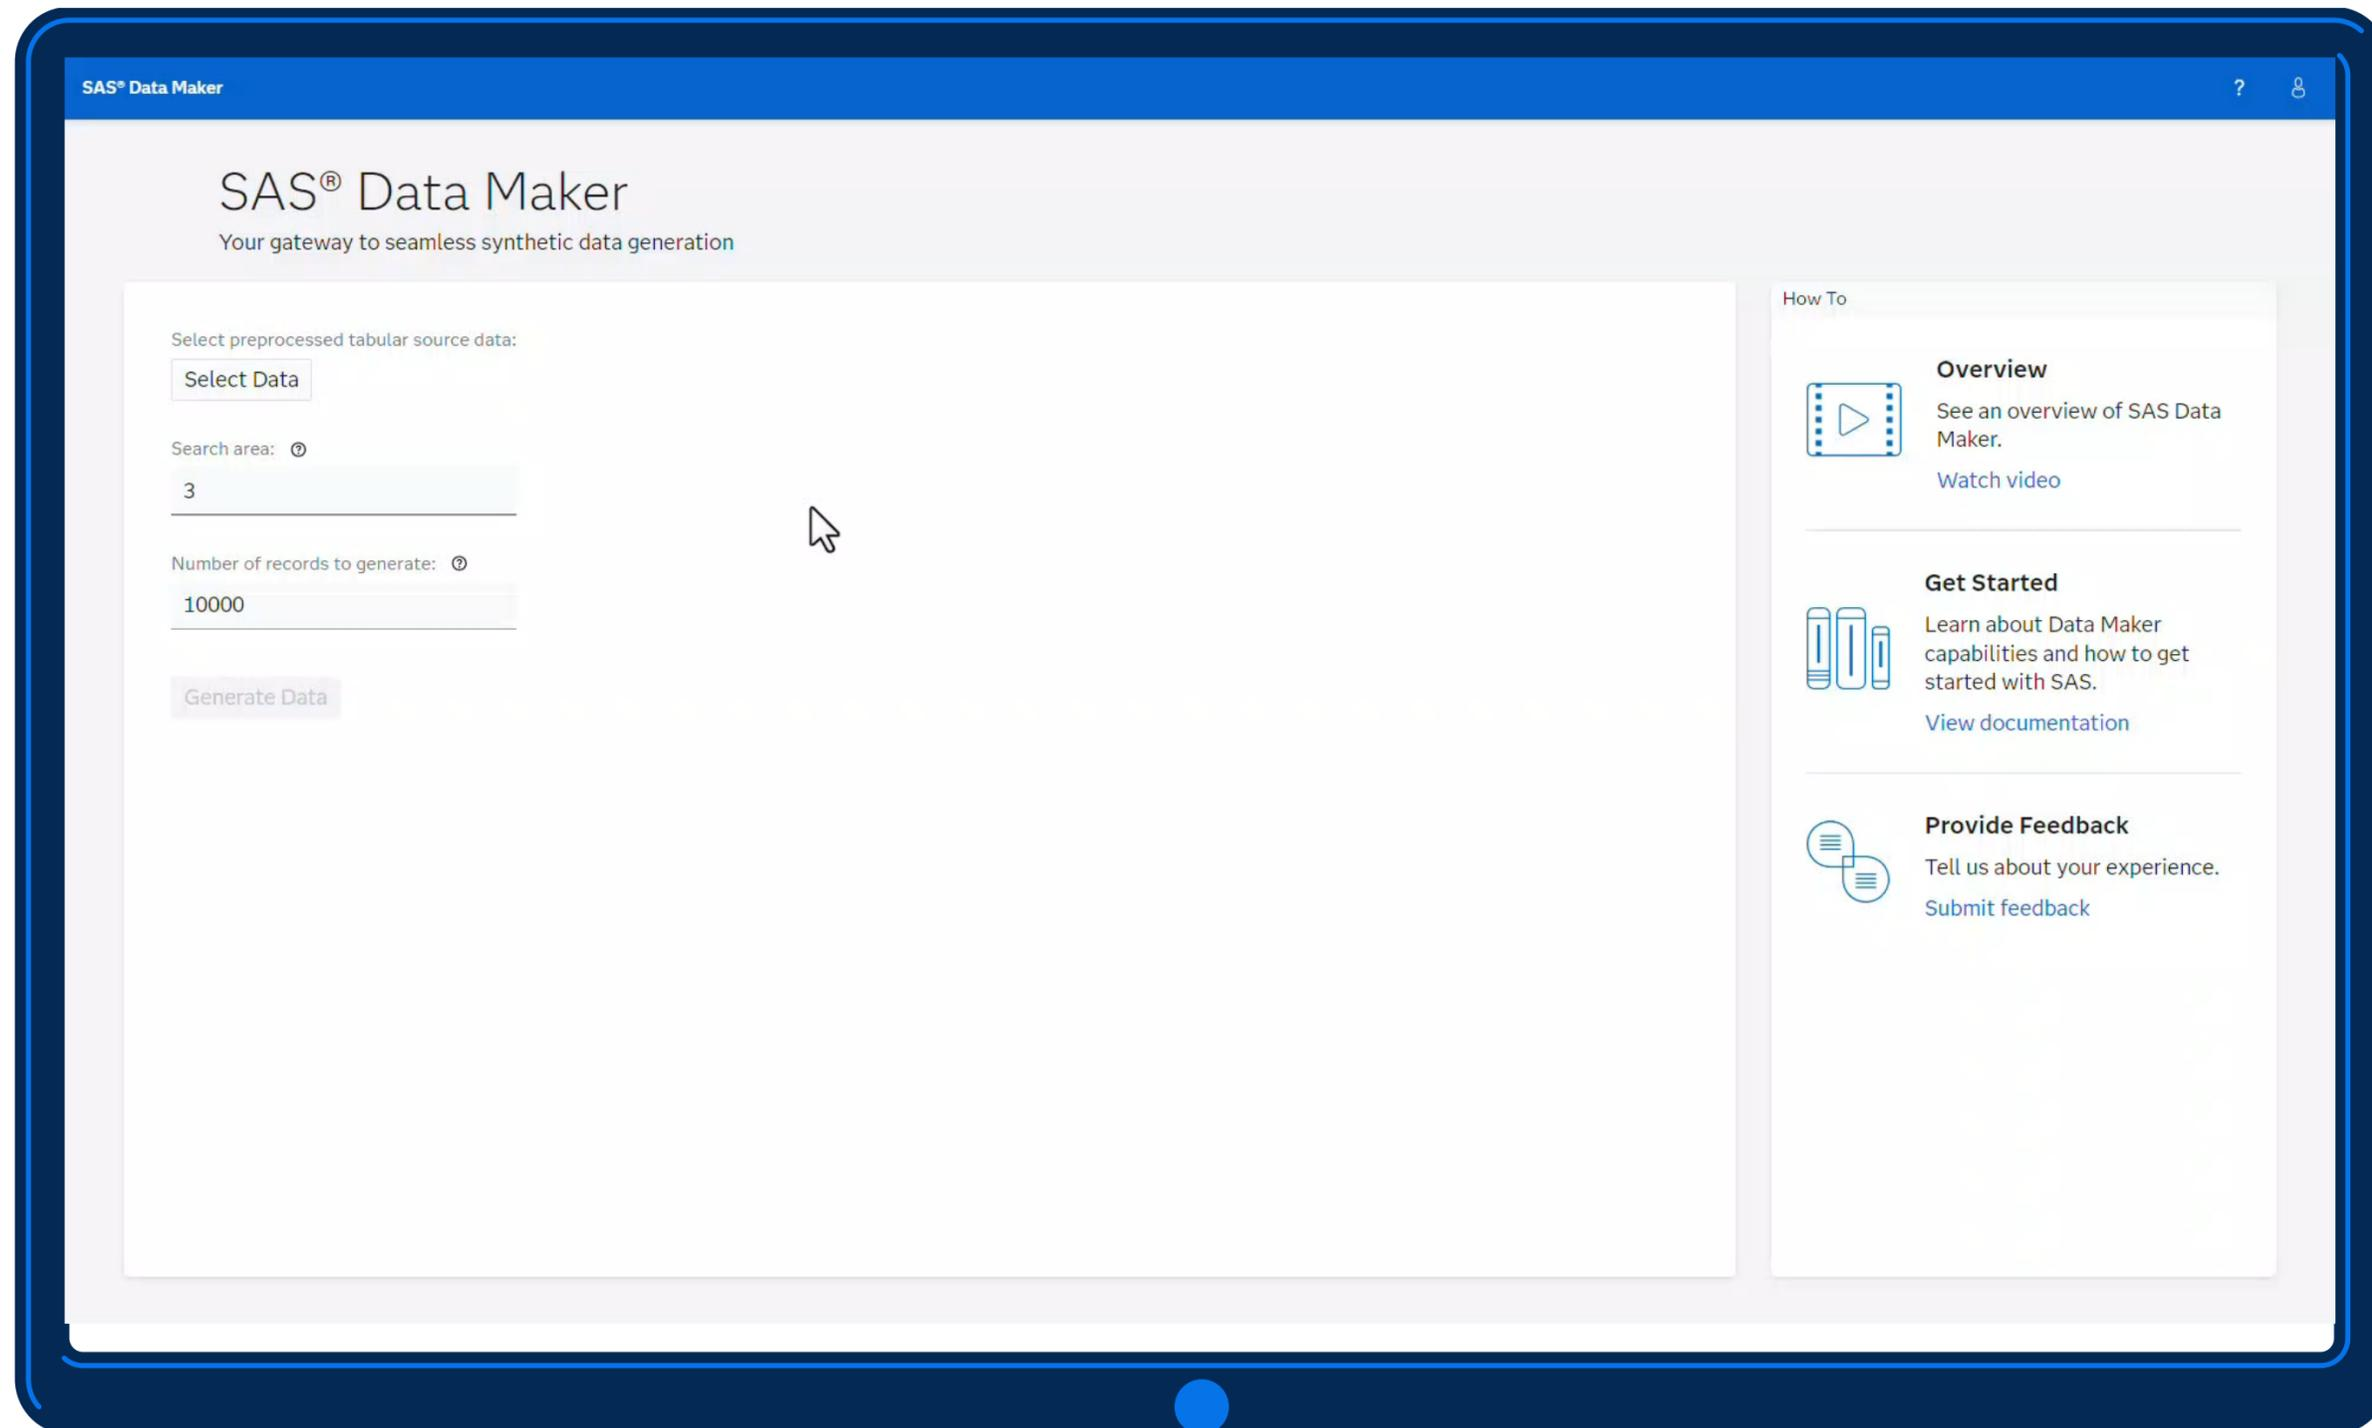 SAS® Data Maker
?
SAS® Data Maker
Your gateway to seamless synthetic data generation
Select preprocessed tabular source data:
Select Data
Search area: ?
3
Number of records to generate: ?
10000
Generate Data
How To
Overview
See an overview of SAS Data
Maker.
Watch video
Get Started
Learn about Data Maker
capabilities and how to get
started with SAS.
View documentation
Provide Feedback
Tell us about your experience.
Submit feedback